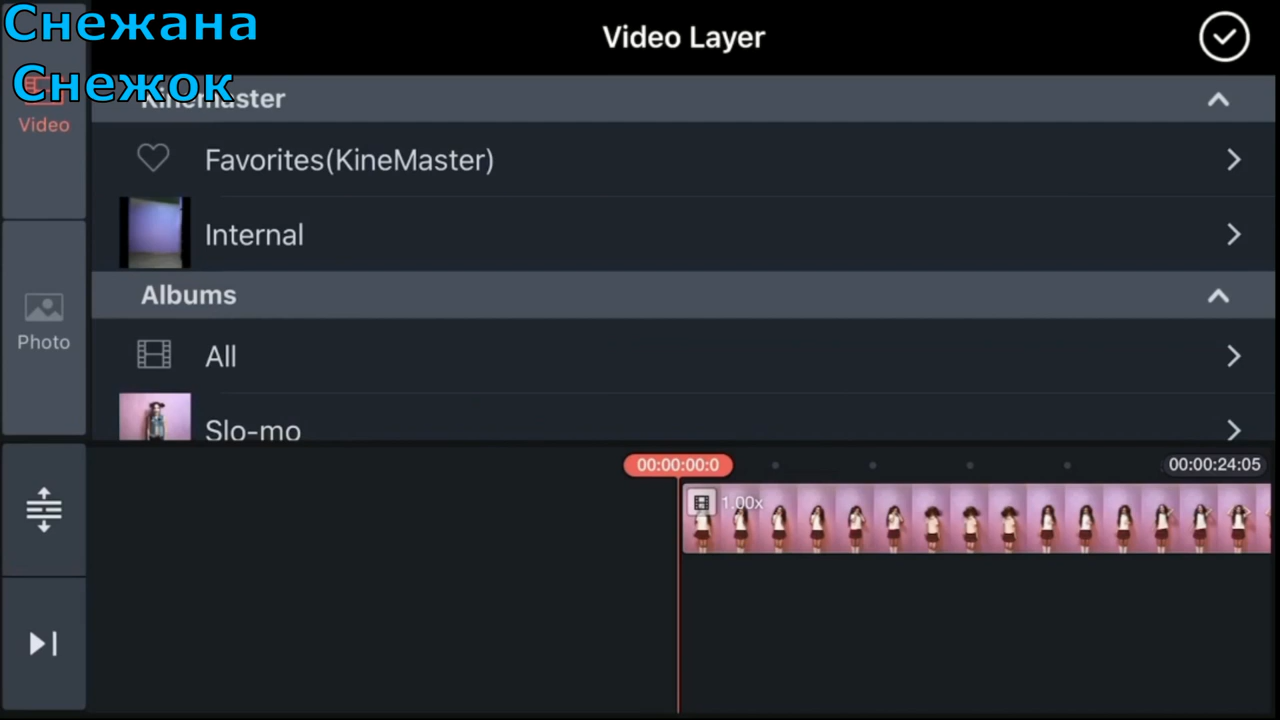 Снежана
Снежок
Video Layer
Kinemaster
Video
Favorites(KineMaster)
Internal
Albums
Photo
All
Slo-mo
00:00:00:0
00:00:24:05
1.00x